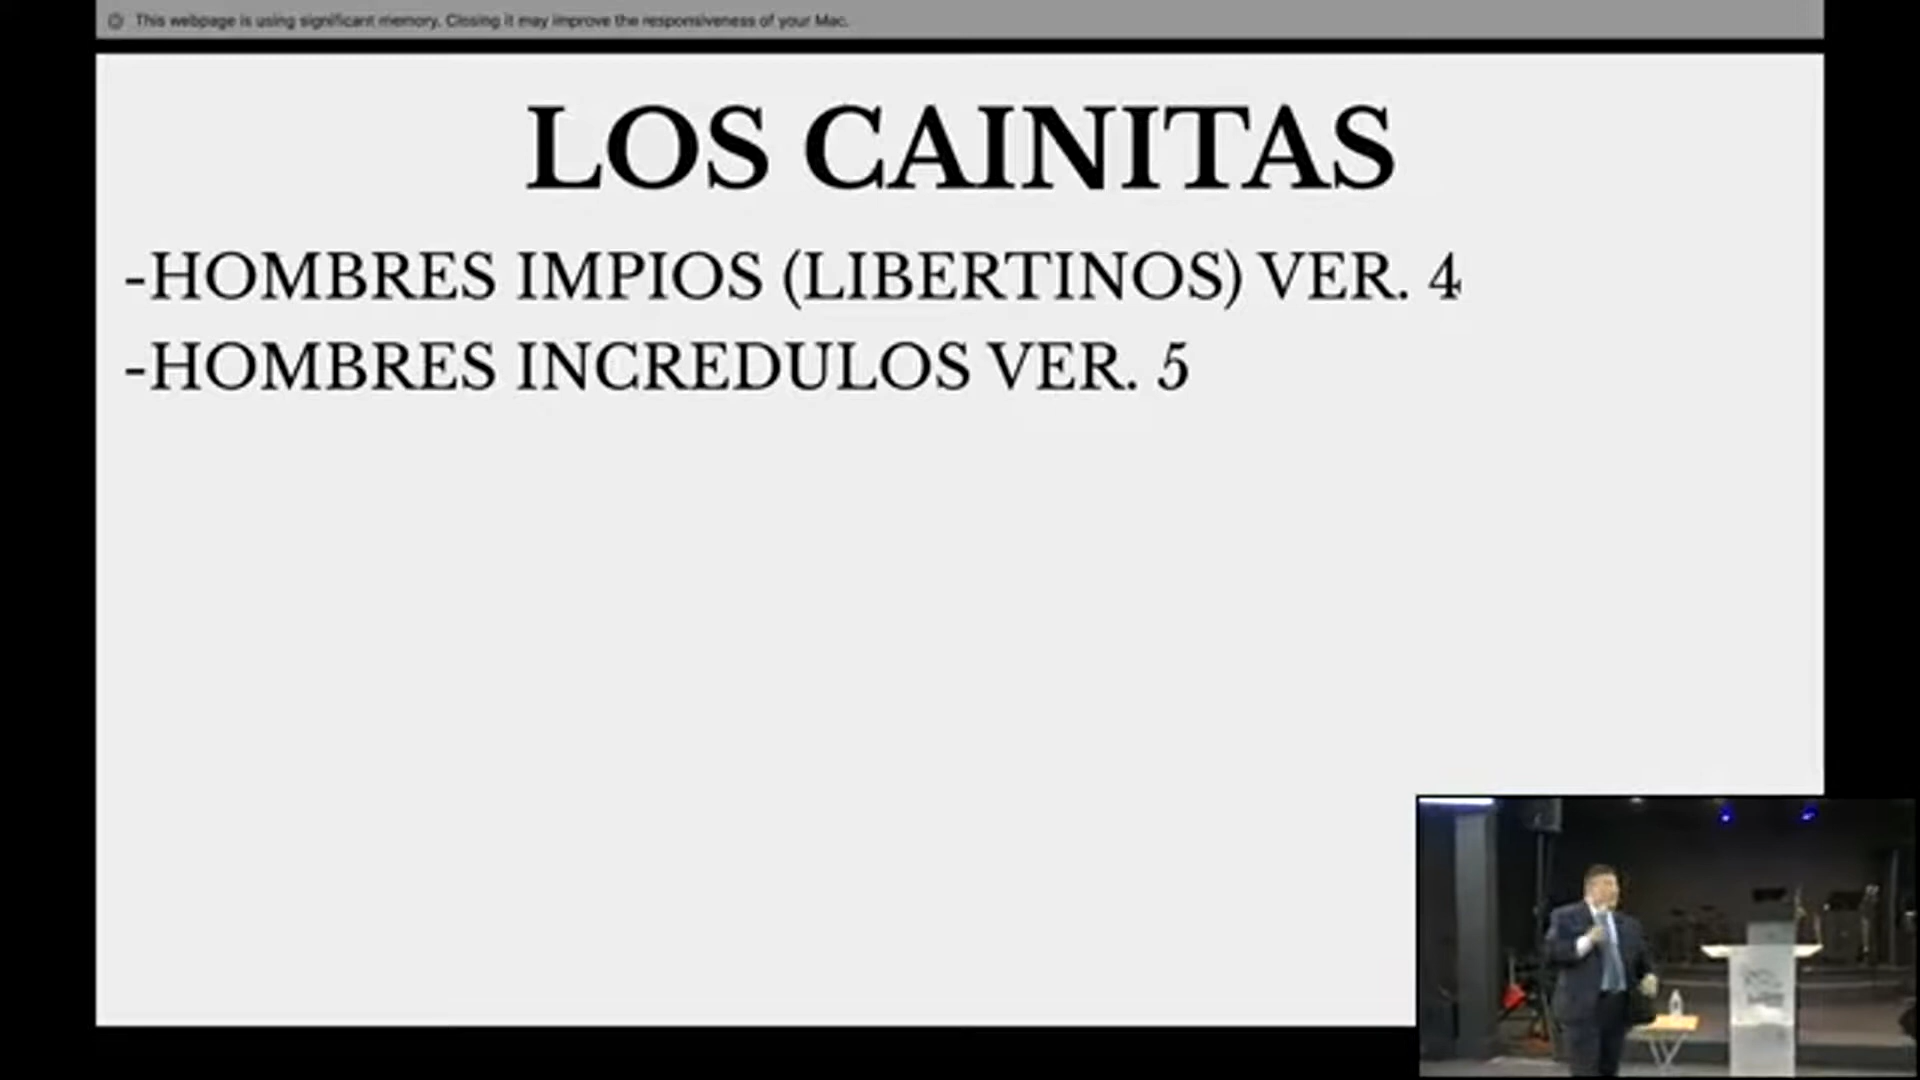 This webpage is using significant memory. Closing it may improve the responsiveness of your Mac.
LOS CAINITAS
-HOMBRES IMPIOS (LIBERTINOS) VER. 4
-HOMBRES INCREDULOS VER. 5